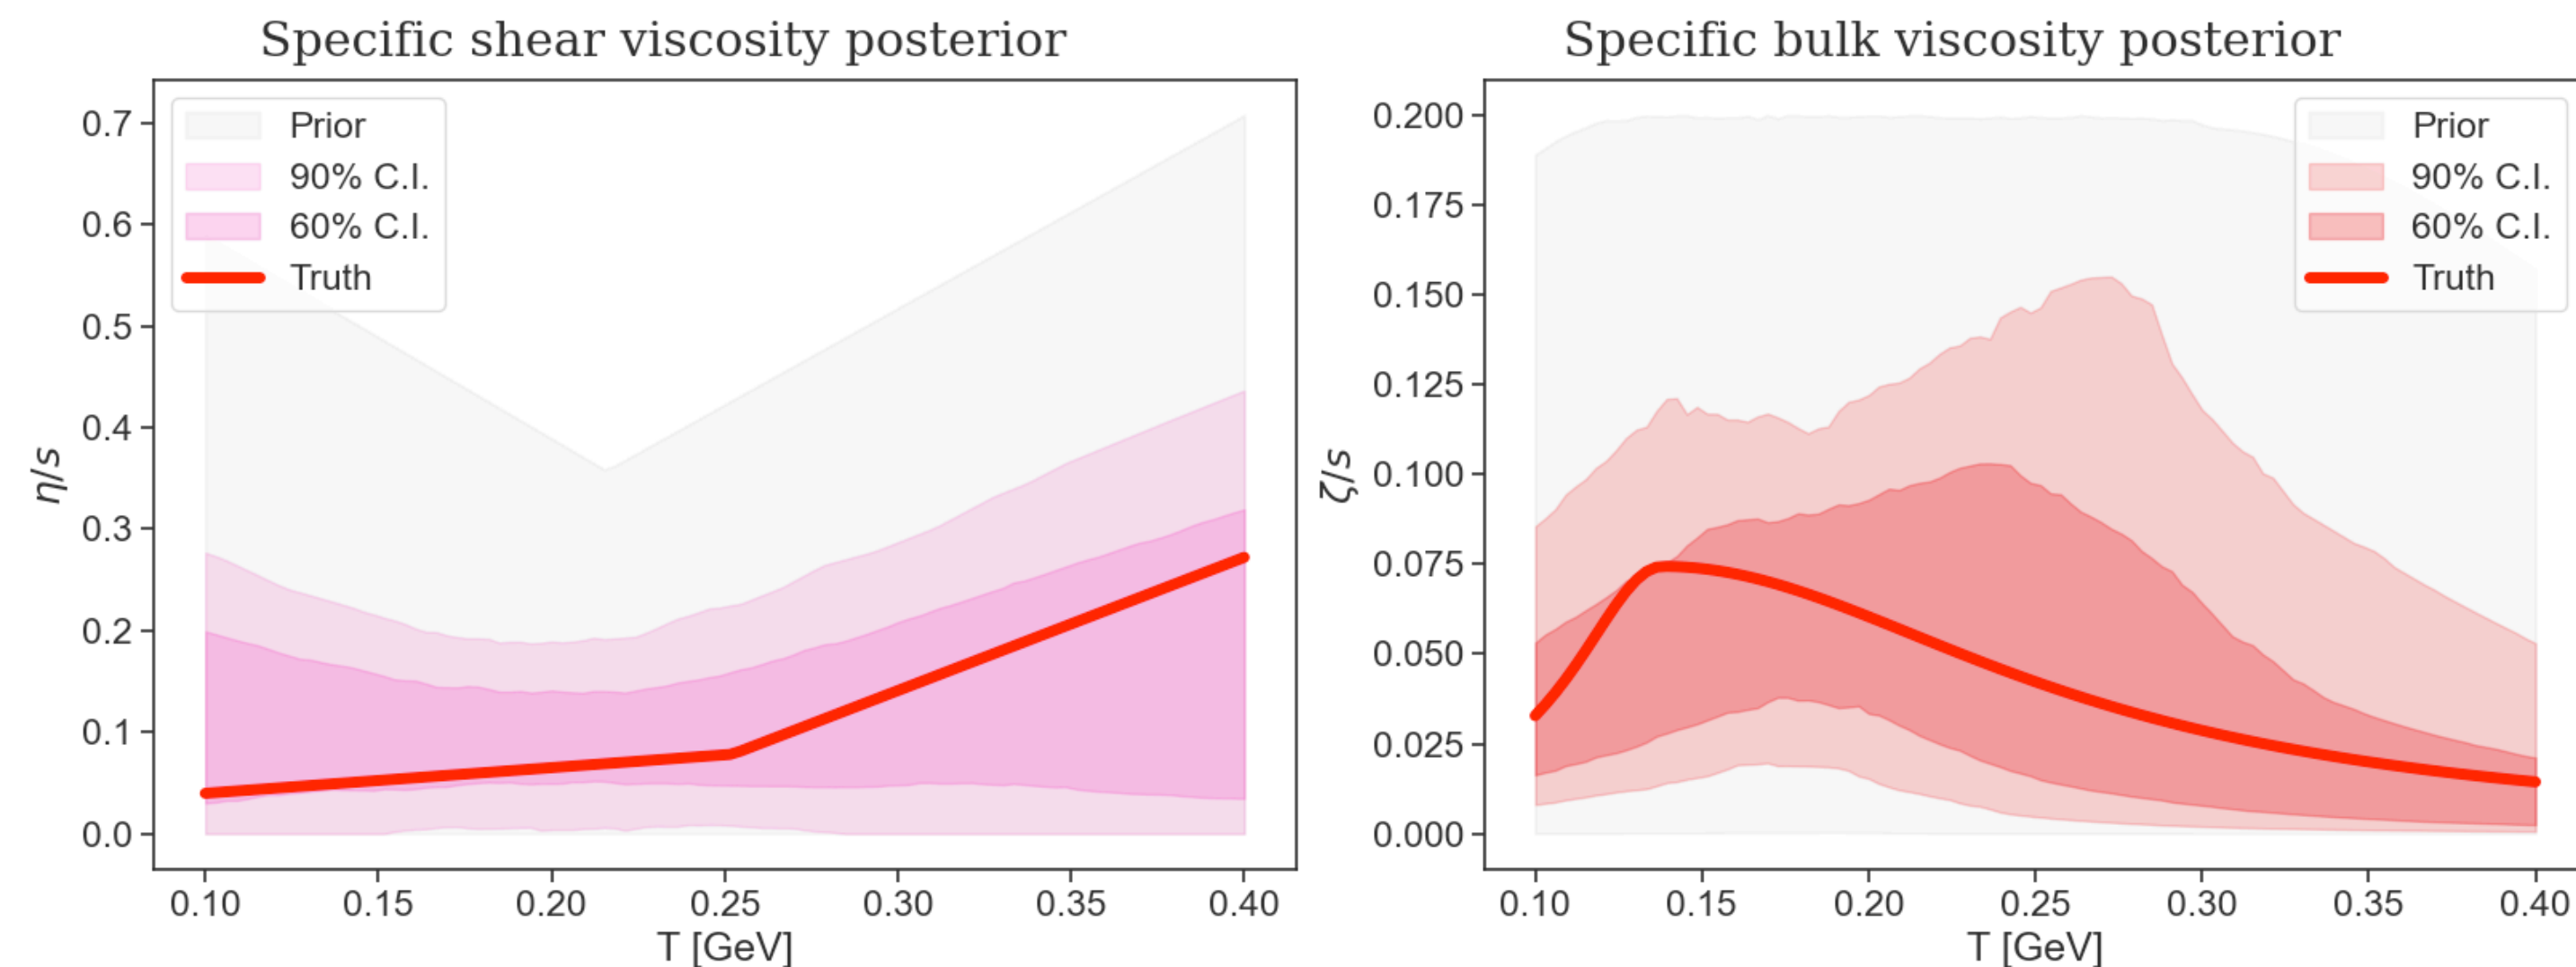 Specific shear viscosity posterior
Prior
90% C.I.
60% C.I.
Truth
0.7
0.6
0.5
0.4
0.3
0.2
0.1
0.0
η/s
0.10 0.15 0.20 0.25 0.30 0.35 0.40
T [GeV]
Specific bulk viscosity posterior
Prior
90% C.I.
60% C.I.
Truth
0.200
0.175
0.150
0.125
0.100
0.075
0.050
0.025
0.000
ζ/s
0.10 0.15 0.20 0.25 0.30 0.35 0.40
T [GeV]